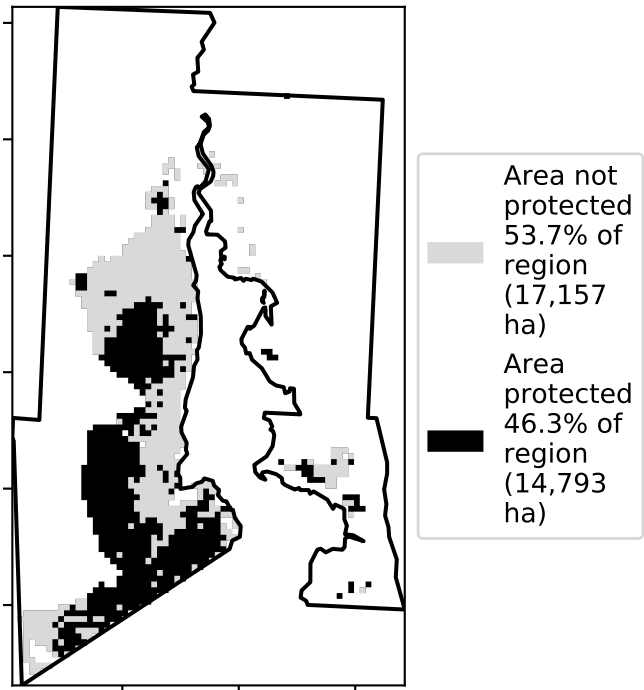 Area not
protected
53.7% of
region
(17,157
ha)
Area
protected
46.3% of
region
(14,793
ha)